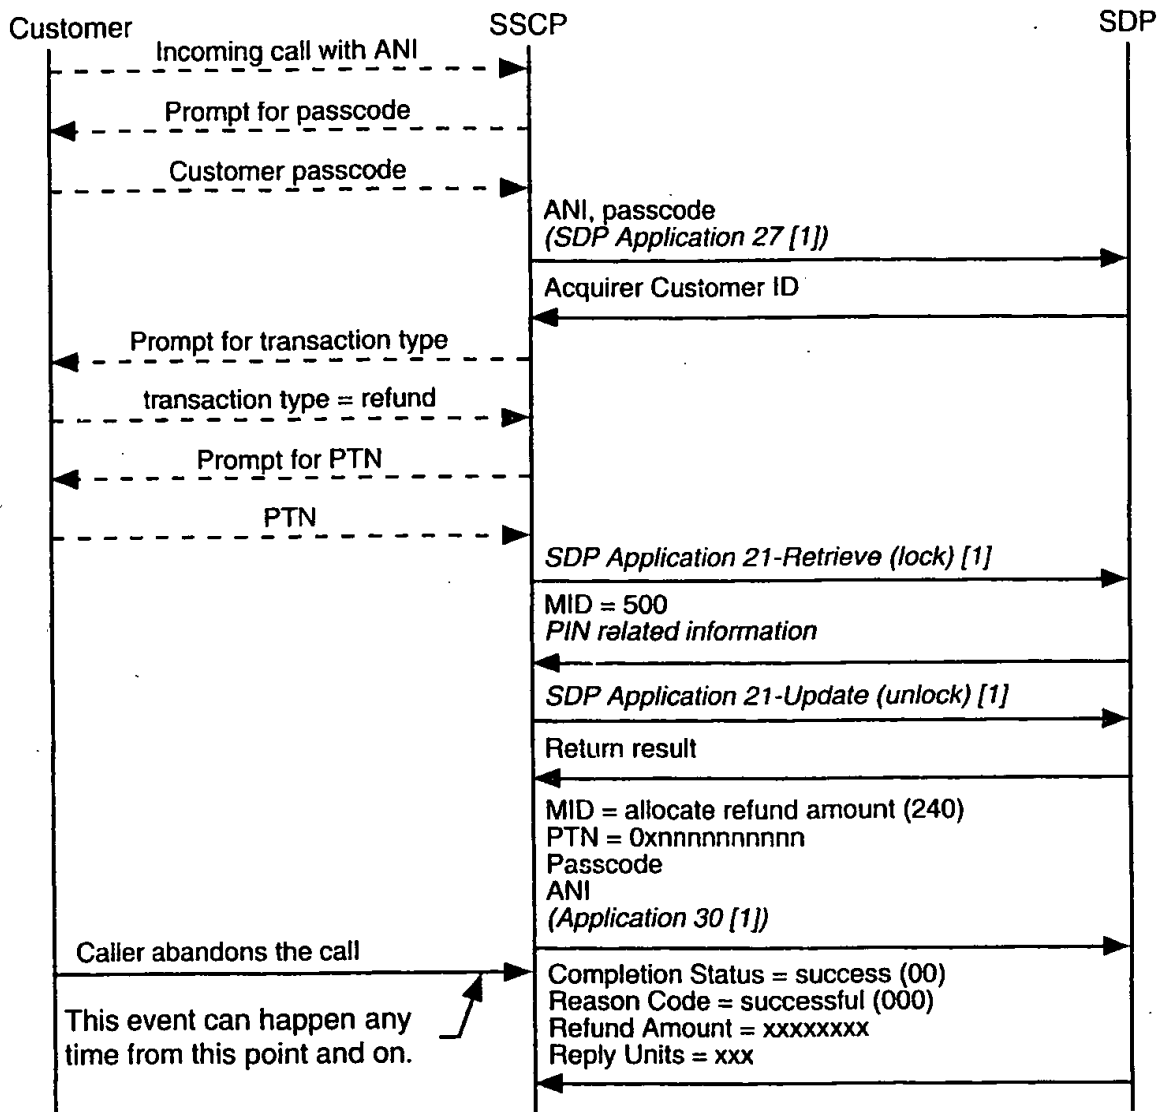 Customer
SSCP
SDP
Incoming call with ANI
Prompt for passcode
Customer passcode
ANI, passcode
(SDP Application 27 [1])
Acquirer Customer ID
Prompt for transaction type
transaction type = refund
Prompt for PTN
PTN
SDP Application 21-Retrieve (lock) [1]
MID = 500
PIN related information
SDP Application 21-Update (unlock) [1]
Return result
MID = allocate refund amount (240)
PTN = 0xnnnnnnnnnnn
Passcode
ANI
(Application 30 [1])
Caller abandons the call
This event can happen any
time from this point and on.
Completion Status = success (00)
Reason Code = successful (000)
Refund Amount = xxxxxxxx
Reply Units = xxx